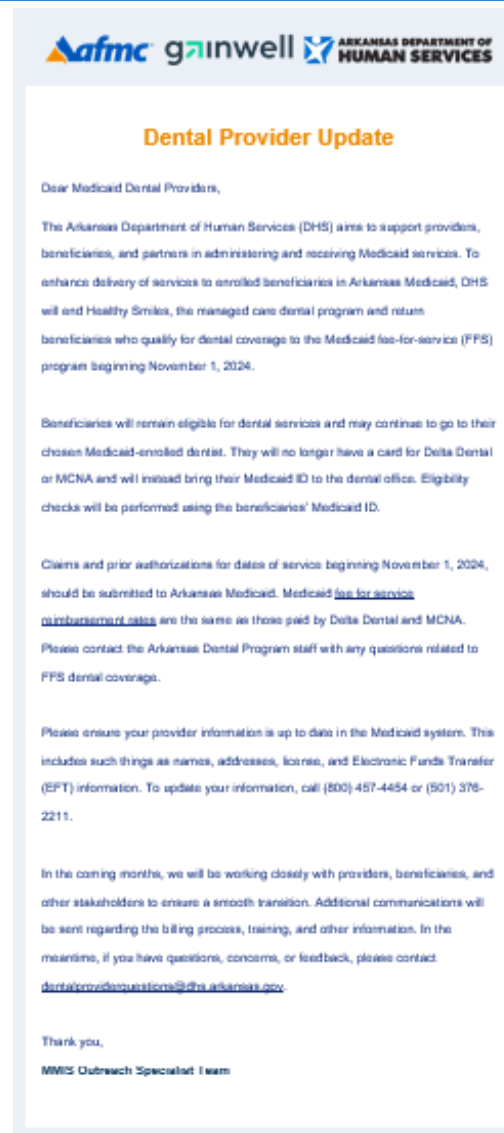 afmc gainwell ARKANSAS DEPARTMENT OF
HUMAN SERVICES
Dental Provider Update
Dear Medicaid Dental Providers,
The Arkansas Department of Human Services (DHS) aims to support providers,
beneficiaries, and partners in administering and receiving Medicaid services. To
enhance delivery of services to enrolled beneficiaries in Arkansas Medicaid, DHS
will end Healthy Smiles, the managed care dental program and return
beneficiaries who qualify for dental coverage to the Medicaid fee-for-service (FFS)
program beginning November 1, 2024.
Beneficiaries will remain eligible for dental services and may continue to go to their
chosen Medicaid-enrolled dentist. They will no longer have a card for Delta Dental
or MCNA and will instead bring their Medicaid ID to the dental office. Eligibility
checks will be performed using the beneficiaries' Medicaid ID.
Claims and prior authorizations for dates of service beginning November 1, 2024,
should be submitted to Arkansas Medicaid. Medicaid fee for service
reimbursement rates are the same as those paid by Delta Dental and MCNA.
Please contact the Arkansas Dental Program staff with any questions related to
FFS dental coverage.
Please ensure your provider information is up to date in the Medicaid system. This
includes such things as names, addresses, license, and Electronic Funds Transfer
(EFT) information. To update your information, call (800) 457-4454 or (501) 376-
2211.
In the coming months, we will be working closely with providers, beneficiaries, and
other stakeholders to ensure a smooth transition. Additional communications will
be sent regarding the billing process, training, and other information. In the
meantime, if you have questions, concerns, or feedback, please contact
dentalproviderquestions@dhs.arkansas.gov.
Thank you,
MMIS Outreach Specialist Team